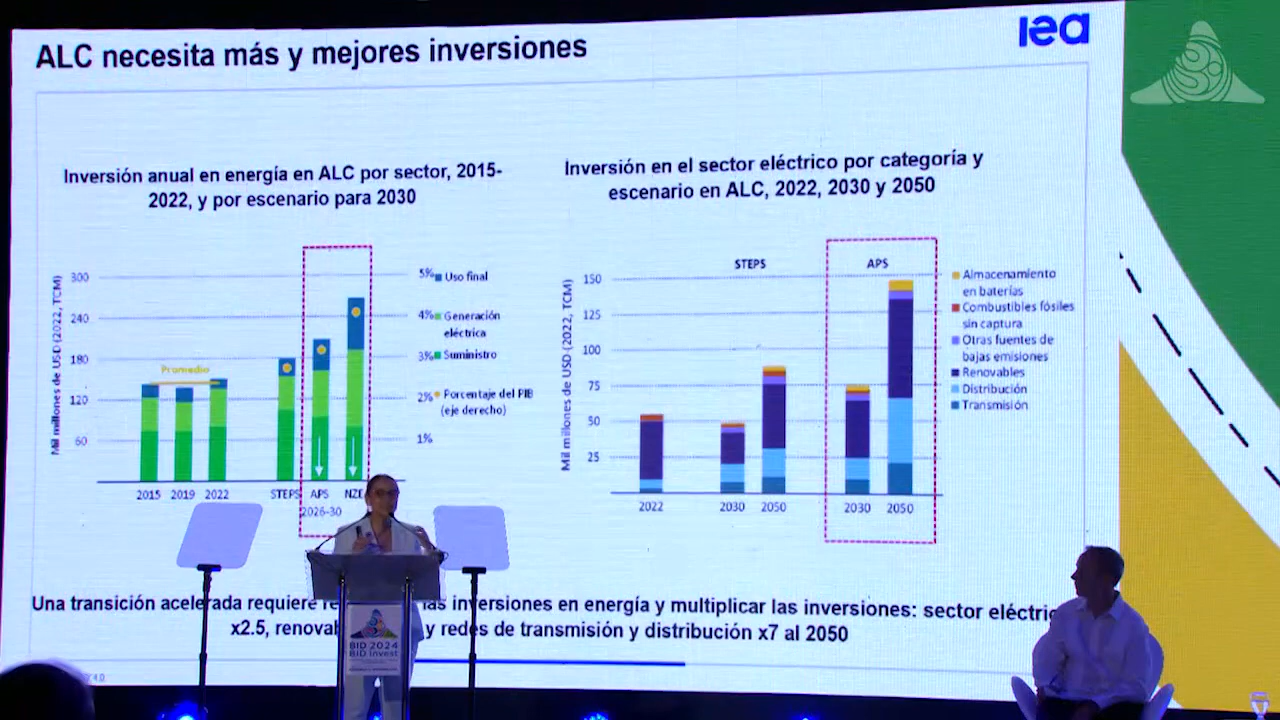 ALC necesita más y mejores inversiones
iea
Inversión anual en energía en ALC por sector, 2015-
2022, y por escenario para 2030
Mil millones de USD (2022, TCM)
300
240
180
120
60
Promedio
5%
4%
3%
2%
1%
Uso final
Generación
eléctrica
Suministro
Porcentaje del PIB
(eje derecho)
2015 2019 2022 STEPS APS NZE
2026-30
Inversión en el sector eléctrico por categoría y
escenario en ALC, 2022, 2030 y 2050
Mil millones de USD (2022, TCM)
150
125
100
75
50
25
STEPS APS
2022 2030 2050 2030 2050
Almacenamiento
en baterías
Combustibles fósiles
sin captura
Otras fuentes de
bajas emisiones
Renovables
Distribución
Transmisión
Una transición acelerada requiere las inversiones en energía y multiplicar las inversiones: sector
x2.5, y redes de transmisión y distribución x7 al 2050
BID 2024
BID Invest